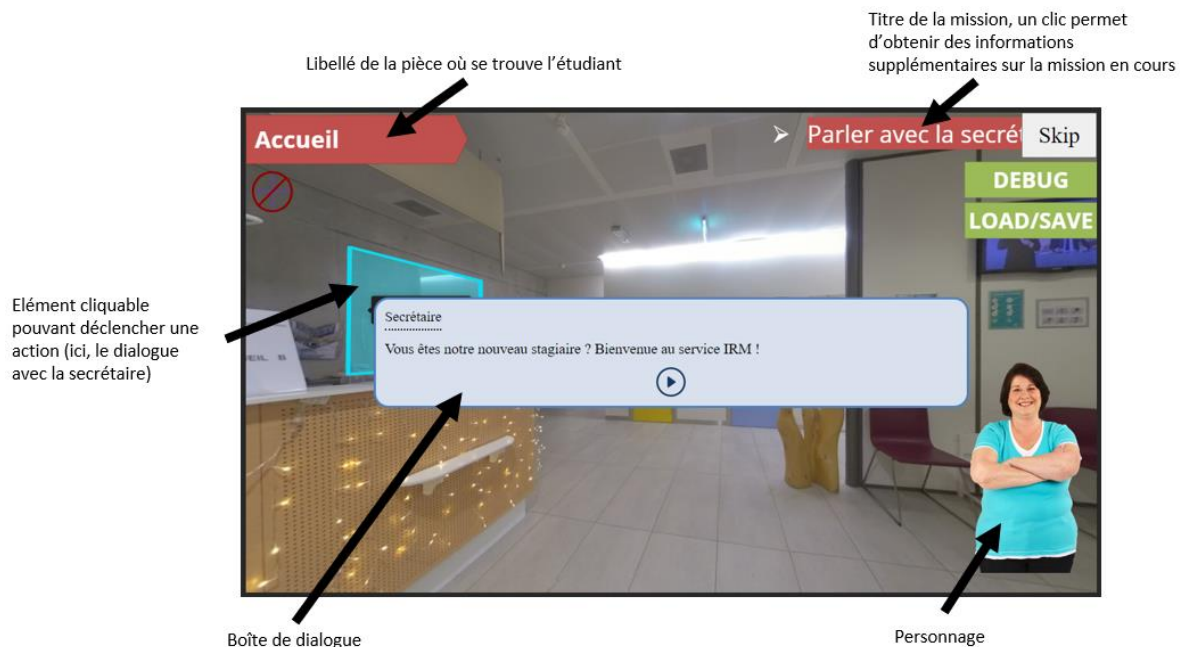 Titre de la mission, un clic permet
d'obtenir des informations
supplémentaires sur la mission en cours
Libellé de la pièce où se trouve l'étudiant
Accueil
➤ Parler avec la secrét
Skip
DEBUG
LOAD/SAVE
Elément cliquable
pouvant déclencher une
action (ici, le dialogue
avec la secrétaire)
Secrétaire
Vous êtes notre nouveau stagiaire ? Bienvenue au service IRM !
Boîte de dialogue
Personnage